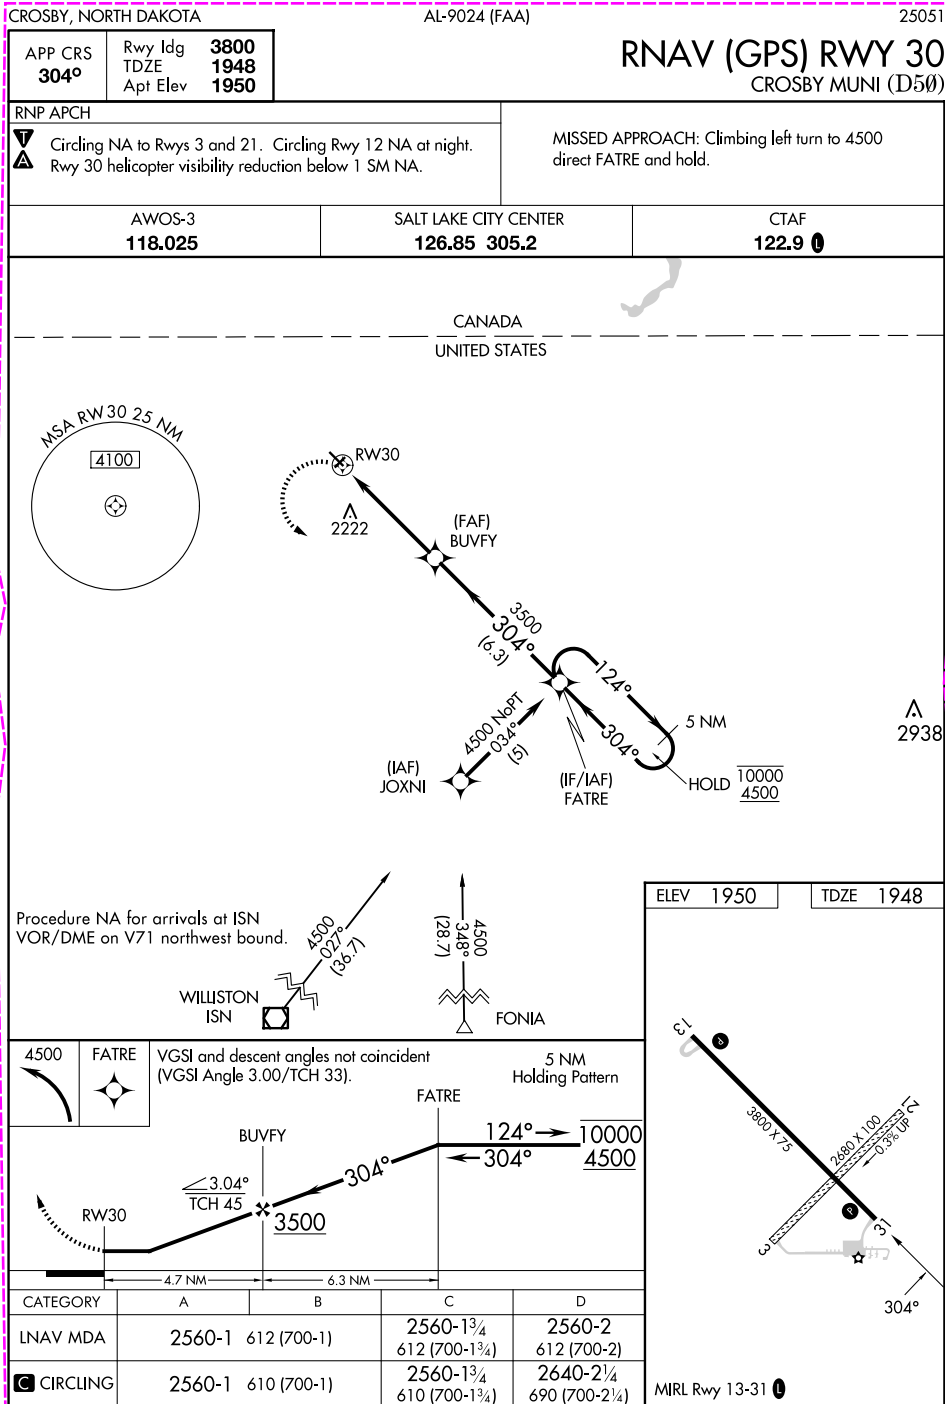 CROSBY, NORTH DAKOTA AL-9024 (FAA) 25051
APP CRS
304°
Rwy ldg 3800
TDZE 1948
Apt Elev 1950
RNAV (GPS) RWY 30
CROSBY MUNI (D50)
RNP APCH
T
A
Circling NA to Rwys 3 and 21. Circling Rwy 12 NA at night.
Rwy 30 helicopter visibility reduction below 1 SM NA.
MISSED APPROACH: Climbing left turn to 4500
direct FATRE and hold.
AWOS-3
118.025
SALT LAKE CITY CENTER
126.85 305.2
CTAF
122.9 L
CANADA
UNITED STATES
MSA RW30 25 NM
4100
RW30
2222
(FAF)
BUVFY
3500
304°
(6.3)
124°
5 NM
304°
HOLD
10000
4500
2938
4500 NoPT
034°
(5)
(IAF)
JOXNI
(IF/IAF)
FATRE
Procedure NA for arrivals at ISN
VOR/DME on V71 northwest bound.
4500
027°
(36.7)
WILLISTON
ISN
4500
348°
(28.7)
FONIA
ELEV 1950
TDZE 1948
13
P
3800 X 75
2680 X 100
21
0.3% UP
P
31
3
304°
MIRL Rwy 13-31 L
4500
FATRE
VGSI and descent angles not coincident
(VGSI Angle 3.00/TCH 33).
5 NM
Holding Pattern
FATRE
124°
10000
304°
4500
BUVFY
304°
3.04°
TCH 45
3500
RW30
4.7 NM
6.3 NM
CATEGORY A B C D
LNAV MDA 2560-1 612 (700-1) 2560-1¾ 612 (700-1¾) 2560-2 612 (700-2)
C CIRCLING 2560-1 610 (700-1) 2560-1¾ 610 (700-1¾) 2640-2¼ 690 (700-2¼)